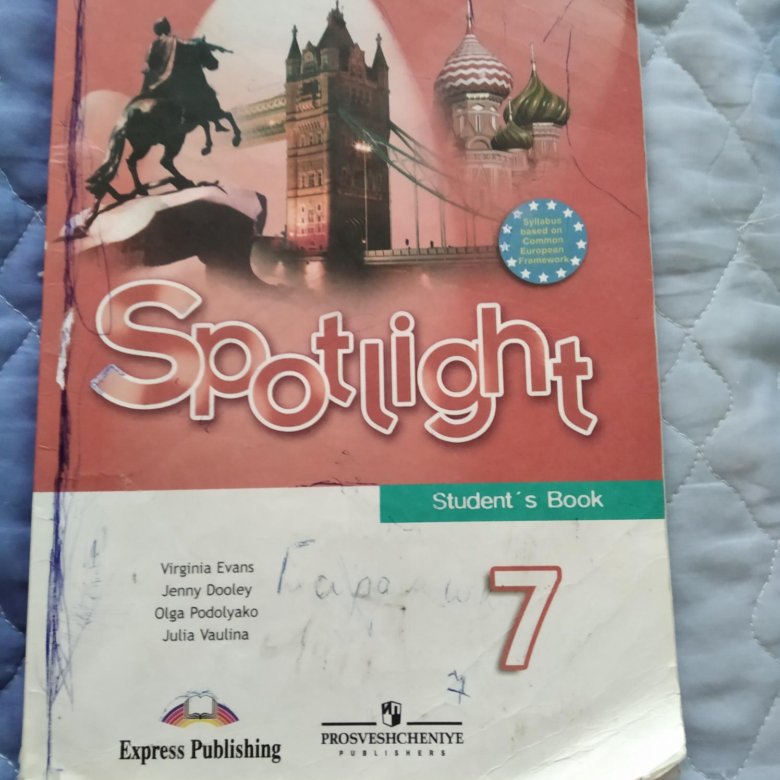 Syllabus
based on
Common
European
Framework
Spotlight
Student´s Book
Virginia Evans
Jenny Dooley
Olga Podolyako
Julia Vaulina
7
Express Publishing
PROSVESHCHENIYE
PUBLISHERS